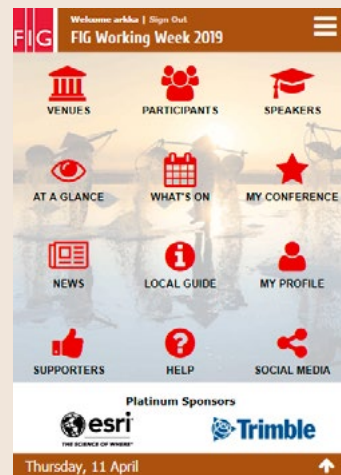 FIG
Welcome arkka | Sign Out
FIG Working Week 2019
VENUES PARTICIPANTS SPEAKERS
AT A GLANCE WHAT'S ON MY CONFERENCE
NEWS LOCAL GUIDE MY PROFILE
SUPPORTERS HELP SOCIAL MEDIA
Platinum Sponsors
esri Trimble
THE SCIENCE OF WHERE™
Thursday, 11 April